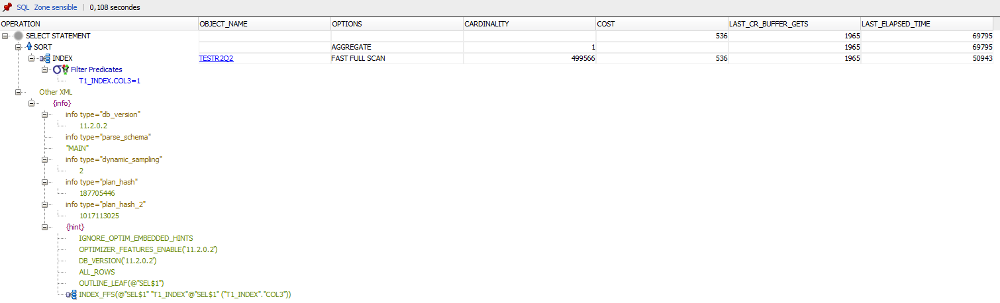 SQL Zone sensible | 0,108 secondes
OPERATION OBJECT_NAME OPTIONS CARDINALITY COST LAST_CR_BUFFER_GETS LAST_ELAPSED_TIME
SELECT STATEMENT 536 1965 69795
SORT AGGREGATE 1 1965 69795
INDEX TESTR2Q2 FAST FULL SCAN 499566 536 1965 50943
Filter Predicates
T1_INDEX.COL3=1
Other XML
{info}
info type="db_version"
11.2.0.2
info type="parse_schema"
"MAIN"
info type="dynamic_sampling"
2
info type="plan_hash"
187705446
info type="plan_hash_2"
1017113025
{hint}
IGNORE_OPTIM_EMBEDDED_HINTS
OPTIMIZER_FEATURES_ENABLE('11.2.0.2')
DB_VERSION('11.2.0.2')
ALL_ROWS
OUTLINE_LEAF(@"SEL$1")
INDEX_FFS(@"SEL$1" "T1_INDEX"@"SEL$1" ("T1_INDEX"."COL3"))